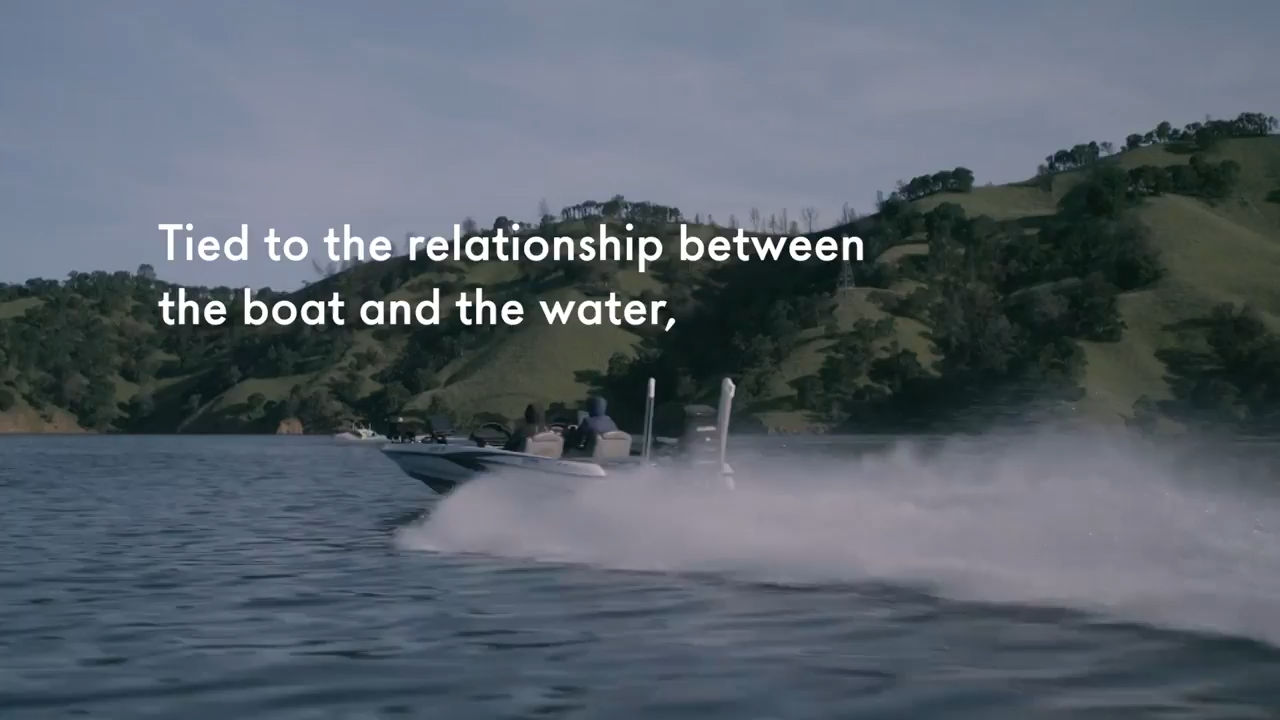 Tied to the relationship between
the boat and the water,